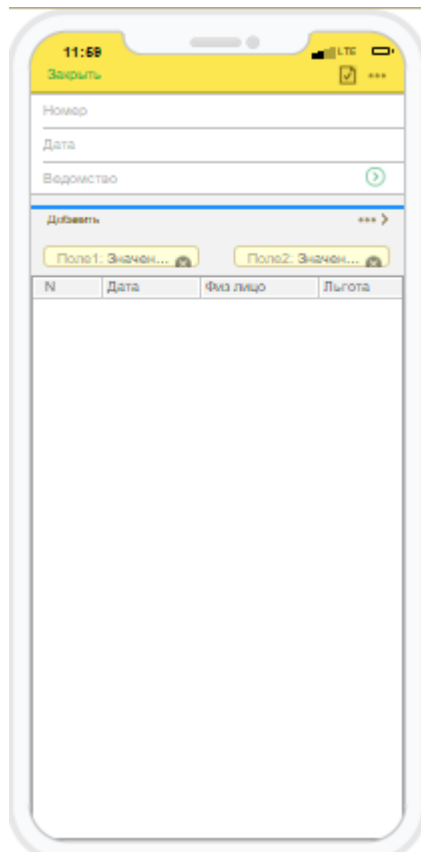 11:59 LTE
Закрыть
Номер
Дата
Ведомство
Добавить
Поле1: Значен... Поле2: Значен...
N Дата Физ лицо Льгота